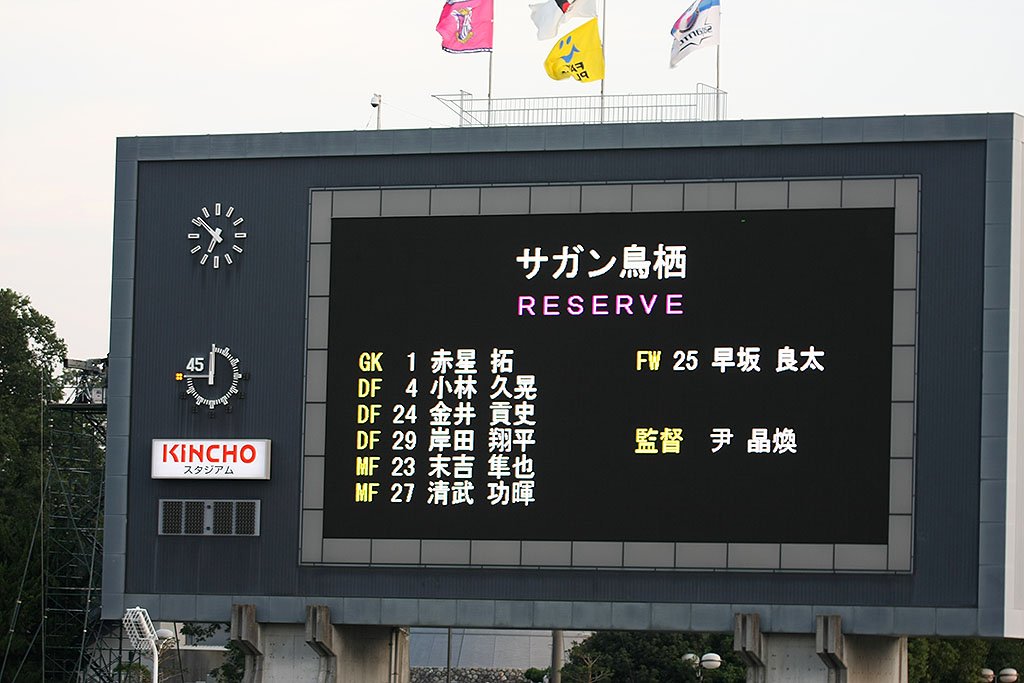 サガン鳥栖
RESERVE
GK 1 赤星 拓
DF 4 小林 久晃
DF 24 金井 貢史
DF 29 岸田 翔平
MF 23 末吉 隼也
MF 27 清武 功暉
FW 25 早坂 良太
監督 尹 晶煥
45
KINCHO
スタジアム